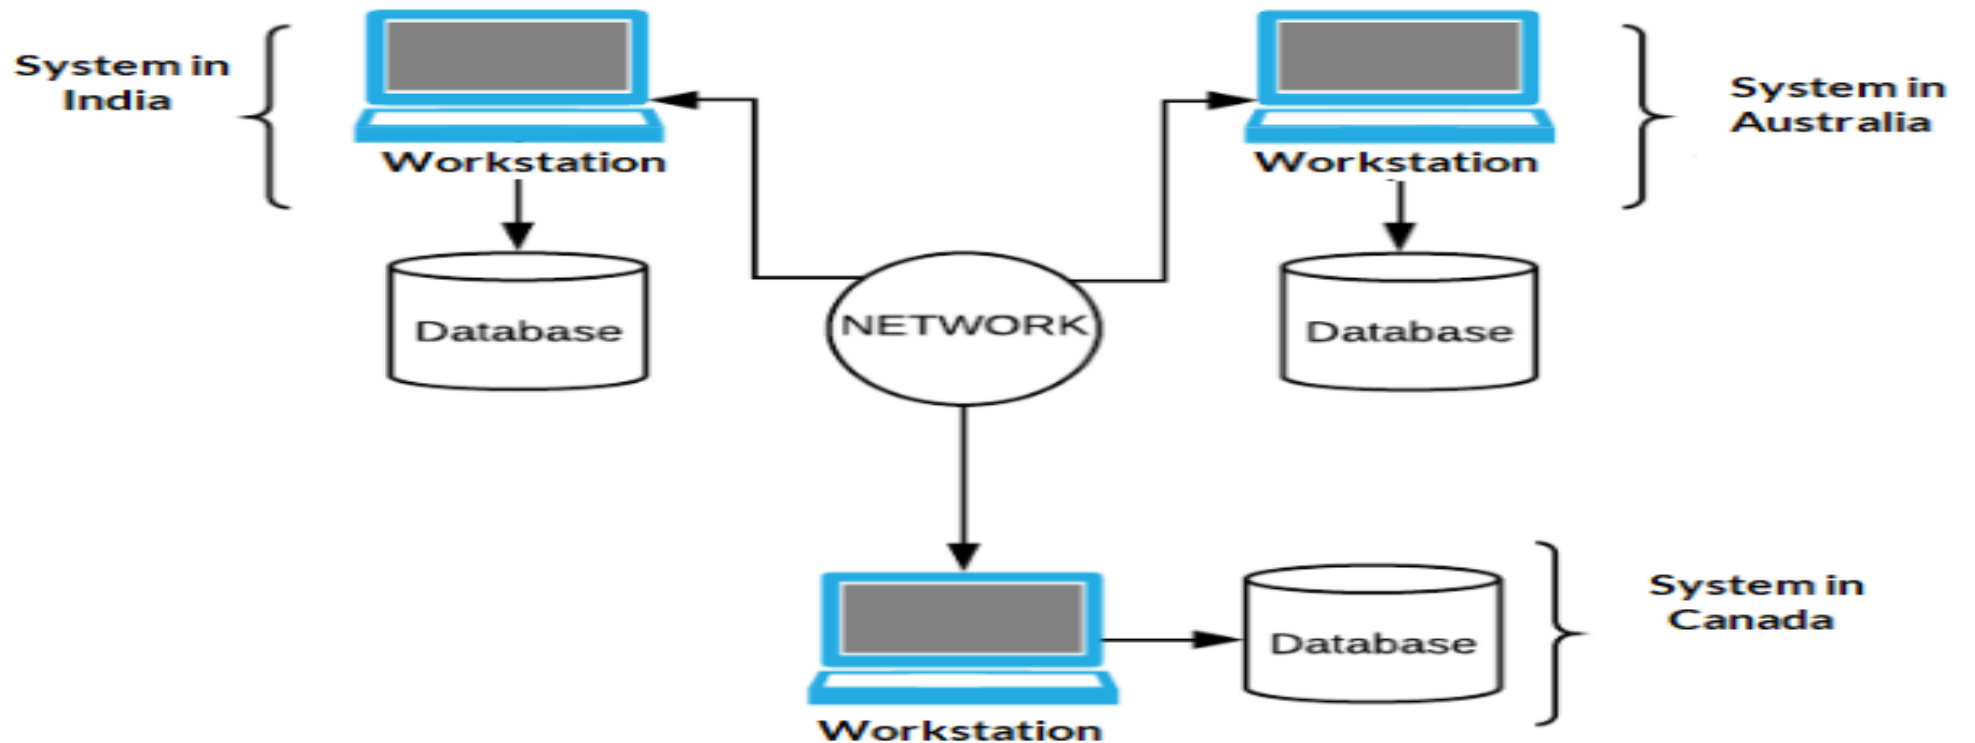 System in
India
Workstation
Database
NETWORK
Workstation
Database
System in
Australia
Workstation
Database
System in
Canada